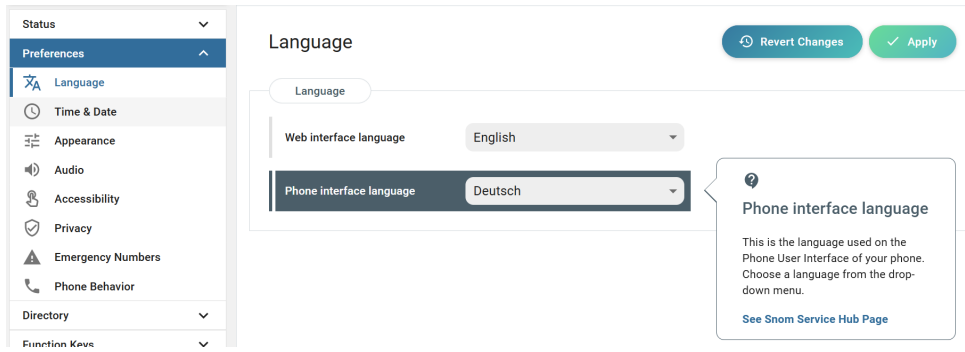 Status
Preferences
Language
Time & Date
Appearance
Audio
Accessibility
Privacy
Emergency Numbers
Phone Behavior
Directory
Function Keys
Language
Revert Changes
Apply
Language
Web interface language
English
Phone interface language
Deutsch
Phone interface language
This is the language used on the
Phone User Interface of your phone.
Choose a language from the drop-
down menu.
See Snom Service Hub Page